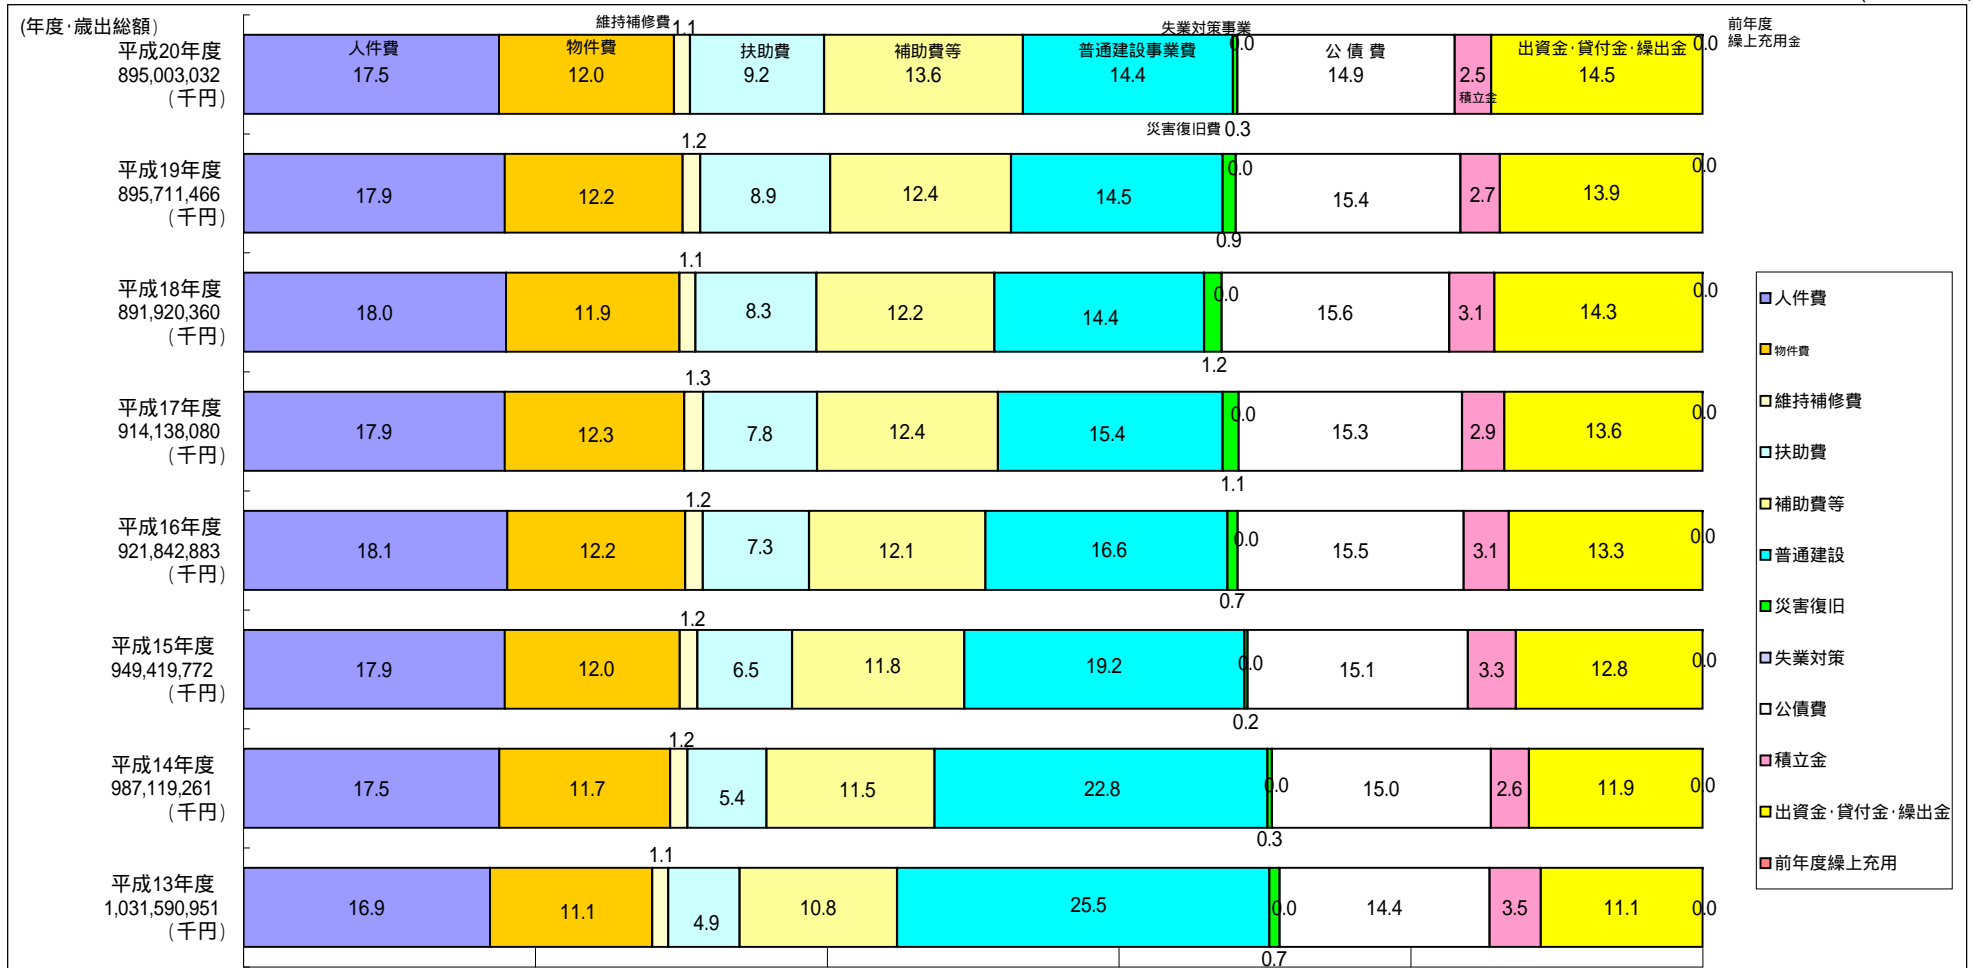 (年度·歳出総額)
維持補修費
1.1
失業対策事業
前年度
繰上充用金
平成20年度
895,003,032
(千円)
人件費
17.5
物件費
12.0
扶助費
9.2
補助費等
13.6
普通建設事業費
14.4
0.0
公 債 費
14.9
2.5
積立金
出資金·貸付金·繰出金
14.5
0.0
災害復旧費 0.3
1.2
平成19年度
895,711,466
(千円)
17.9
12.2
8.9
12.4
14.5
0.0
15.4
2.7
13.9
0.0
0.9
1.1
平成18年度
891,920,360
(千円)
18.0
11.9
8.3
12.2
14.4
0.0
15.6
3.1
14.3
0.0
1.2
1.3
平成17年度
914,138,080
(千円)
17.9
12.3
7.8
12.4
15.4
0.0
15.3
2.9
13.6
0.0
1.1
1.2
平成16年度
921,842,883
(千円)
18.1
12.2
7.3
12.1
16.6
0.0
15.5
3.1
13.3
0.0
0.7
1.2
平成15年度
949,419,772
(千円)
17.9
12.0
6.5
11.8
19.2
0.0
15.1
3.3
12.8
0.0
0.2
1.2
平成14年度
987,119,261
(千円)
17.5
11.7
5.4
11.5
22.8
0.0
15.0
2.6
11.9
0.0
0.3
1.1
平成13年度
1,031,590,951
(千円)
16.9
11.1
4.9
10.8
25.5
0.0
14.4
3.5
11.1
0.0
0.7
人件費
物件費
維持補修費
扶助費
補助費等
普通建設
災害復旧
失業対策
公債費
積立金
出資金·貸付金·繰出金
前年度繰上充用